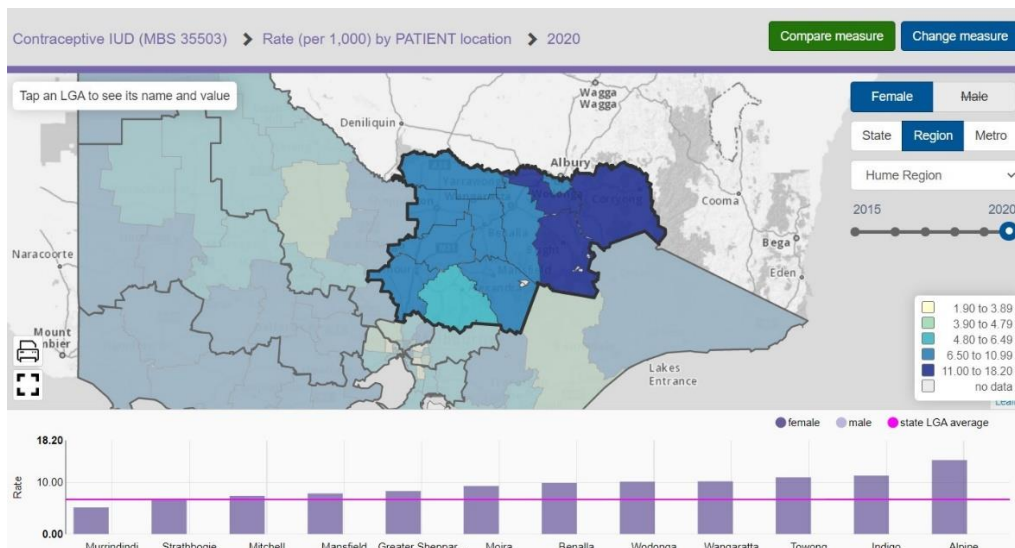 Contraceptive IUD (MBS 35503) > Rate (per 1,000) by PATIENT location > 2020
Compare measure
Change measure
Tap an LGA to see its name and value
Female
Male
State
Region
Metro
Hume Region
2015
2020
Wagga
Wagga
Deniliquin
Albury
Cooma
Bega
Eden
Naracoorte
Mount
Lakes
Entrance
1.90 to 3.89
3.90 to 4.79
4.80 to 6.49
6.50 to 10.99
11.00 to 18.20
no data
female
male
state LGA average
18.20
10.00
0.00
Rate
Murrindindi
Strathbogie
Mitchell
Mansfield
Greater Sheppar
Moira
Benalla
Wodonga
Wangaratta
Towong
Indigo
Alpine